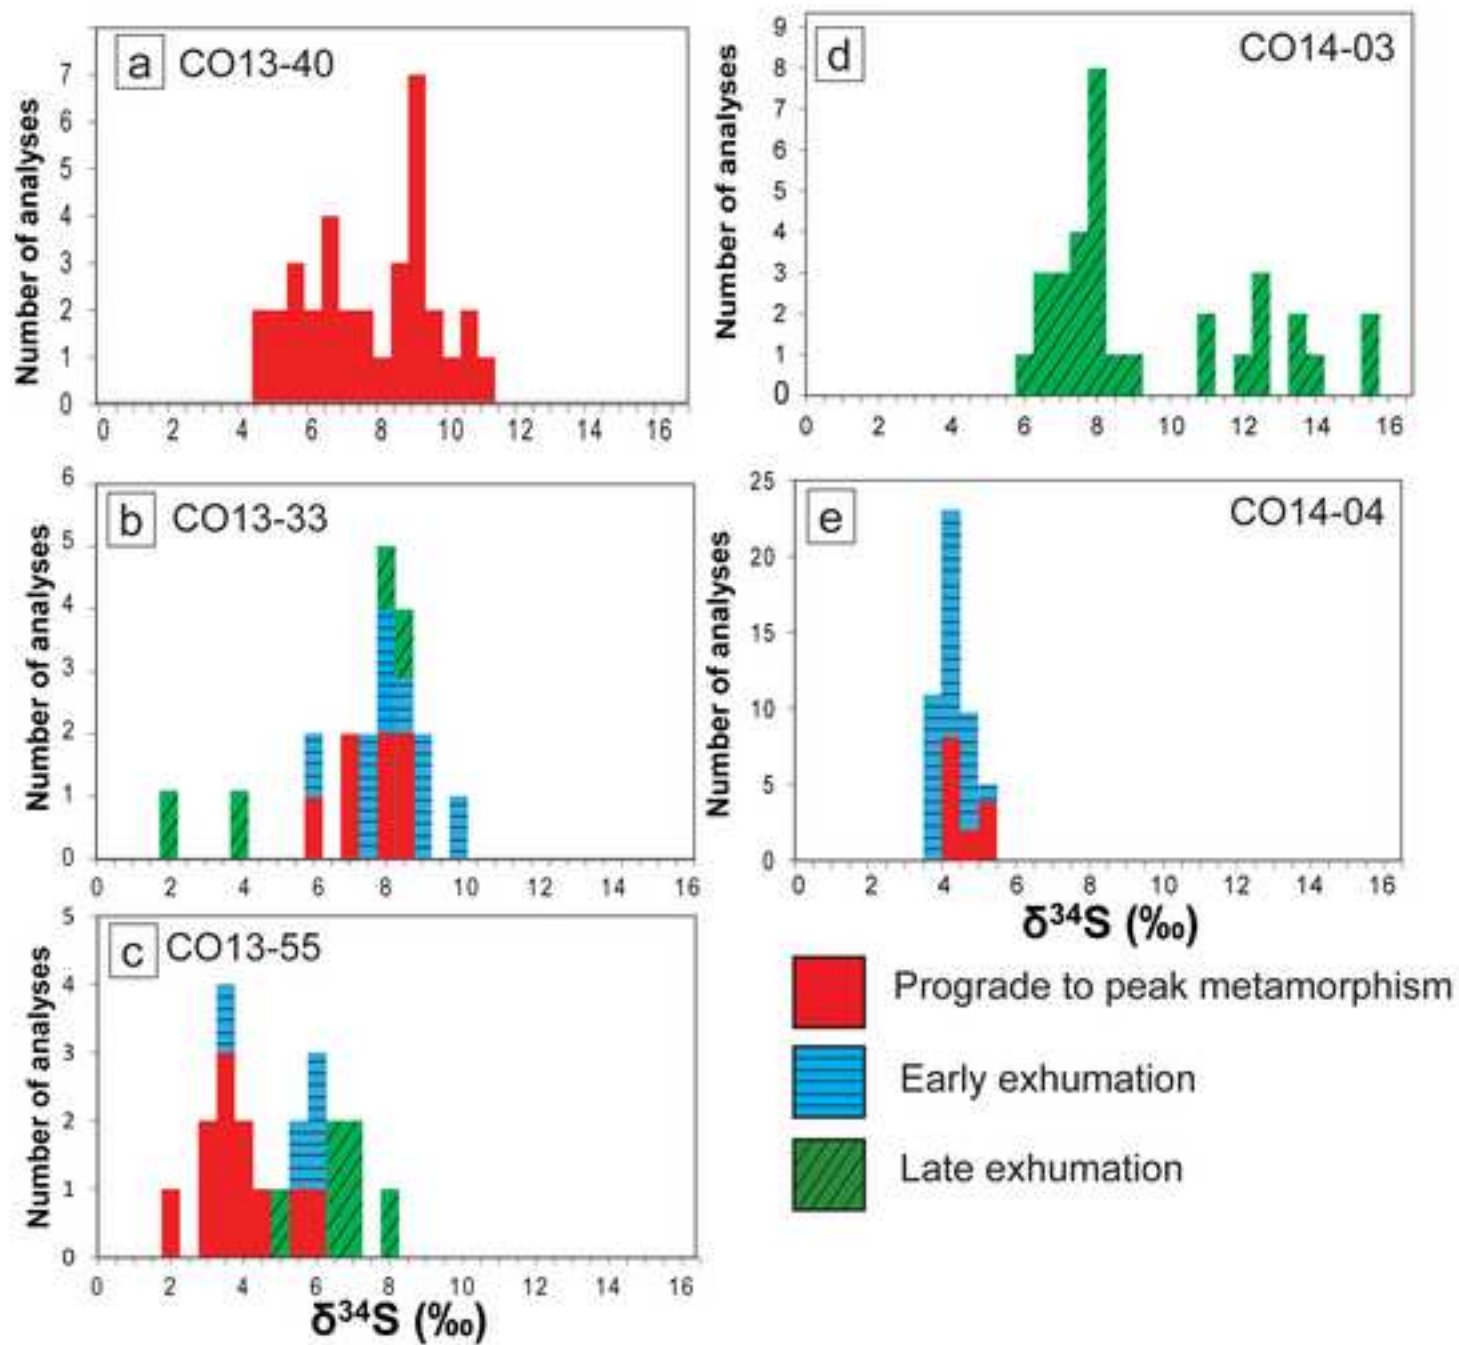 a CO13-40
Number of analyses
7
6
5
4
3
2
1
0
0 2 4 6 8 10 12 14 16
d CO14-03
Number of analyses
9
8
7
6
5
4
3
2
1
0
0 2 4 6 8 10 12 14 16
b CO13-33
Number of analyses
6
5
4
3
2
1
0
0 2 4 6 8 10 12 14 16
e CO14-04
Number of analyses
25
20
15
10
5
0
0 2 4 6 8 10 12 14 16
δ³⁴S (‰)
c CO13-55
Number of analyses
5
4
3
2
1
0
0 2 4 6 8 10 12 14 16
δ³⁴S (‰)
Prograde to peak metamorphism
Early exhumation
Late exhumation